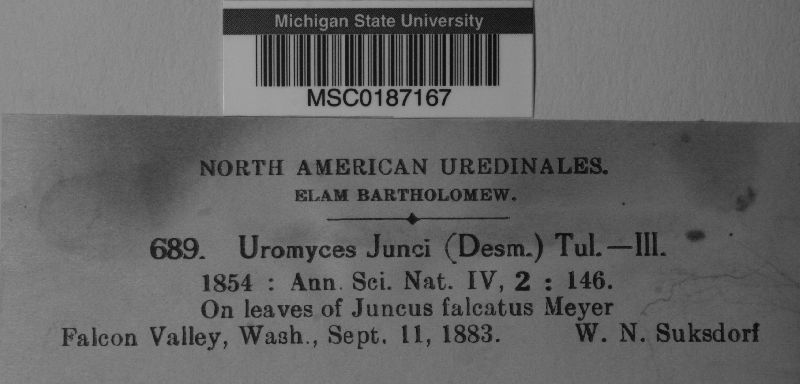 Michigan State University
MSC0187167
NORTH AMERICAN UREDINALES.
ELAM BARTHOLOMEW.
689. Uromyces Junci (Desm.) Tul.—III.
1854 : Ann. Sci. Nat. IV, 2 : 146.
On leaves of Juncus falcatus Meyer
Falcon Valley, Wash., Sept. 11, 1883. W. N. Suksdorf